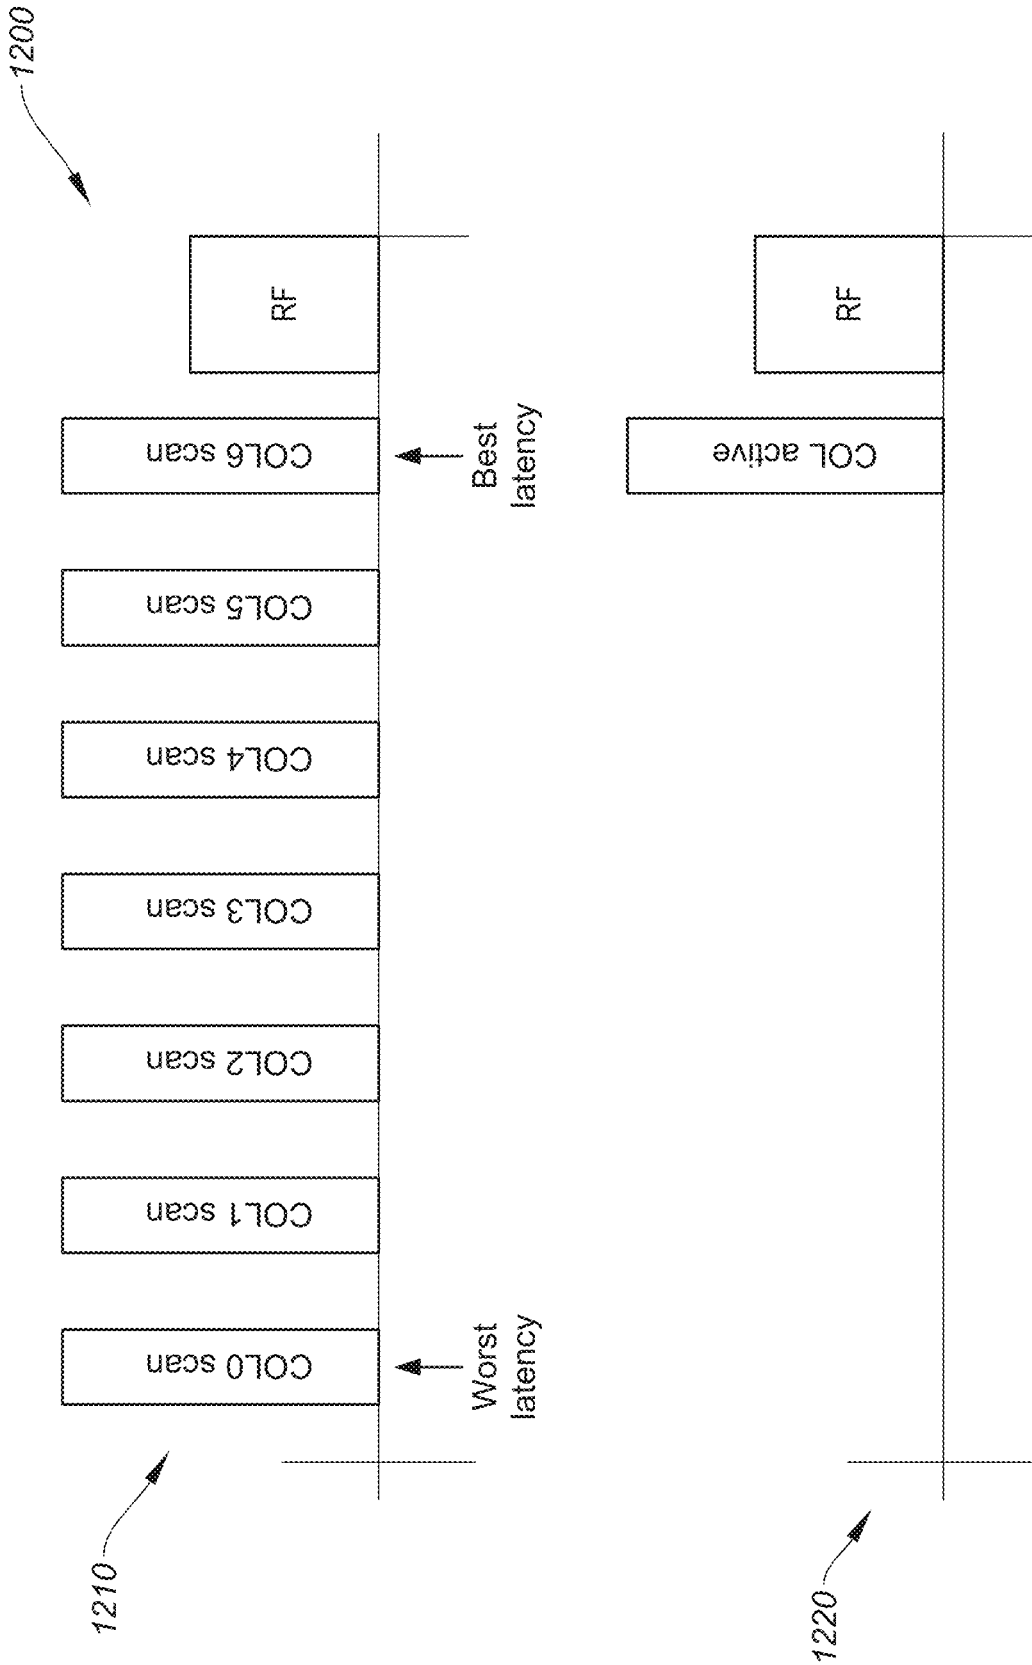 1200
1210
COL0 scan
COL1 scan
COL2 scan
COL3 scan
COL4 scan
COL5 scan
COL6 scan
RF
Worst
latency
Best
latency
1220
COL active
RF